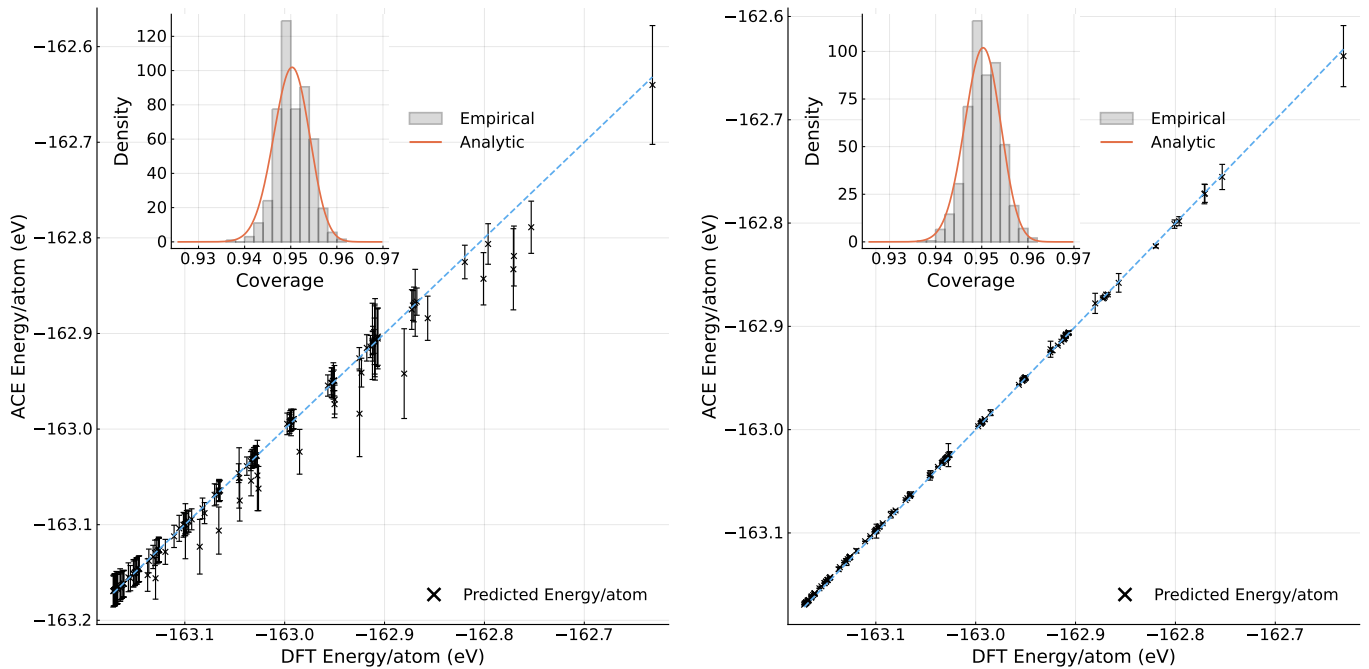 −162.6
−162.7
−162.8
−162.9
−163.0
−163.1
−163.2
ACE Energy/atom (eV)
−163.1 −163.0 −162.9 −162.8 −162.7
DFT Energy/atom (eV)
120
100
80
60
40
20
0
Density
0.93 0.94 0.95 0.96 0.97
Coverage
Empirical
Analytic
Predicted Energy/atom
−162.6
−162.7
−162.8
−162.9
−163.0
−163.1
ACE Energy/atom (eV)
−163.1 −163.0 −162.9 −162.8 −162.7
DFT Energy/atom (eV)
100
75
50
25
0
Density
0.93 0.94 0.95 0.96 0.97
Coverage
Empirical
Analytic
Predicted Energy/atom